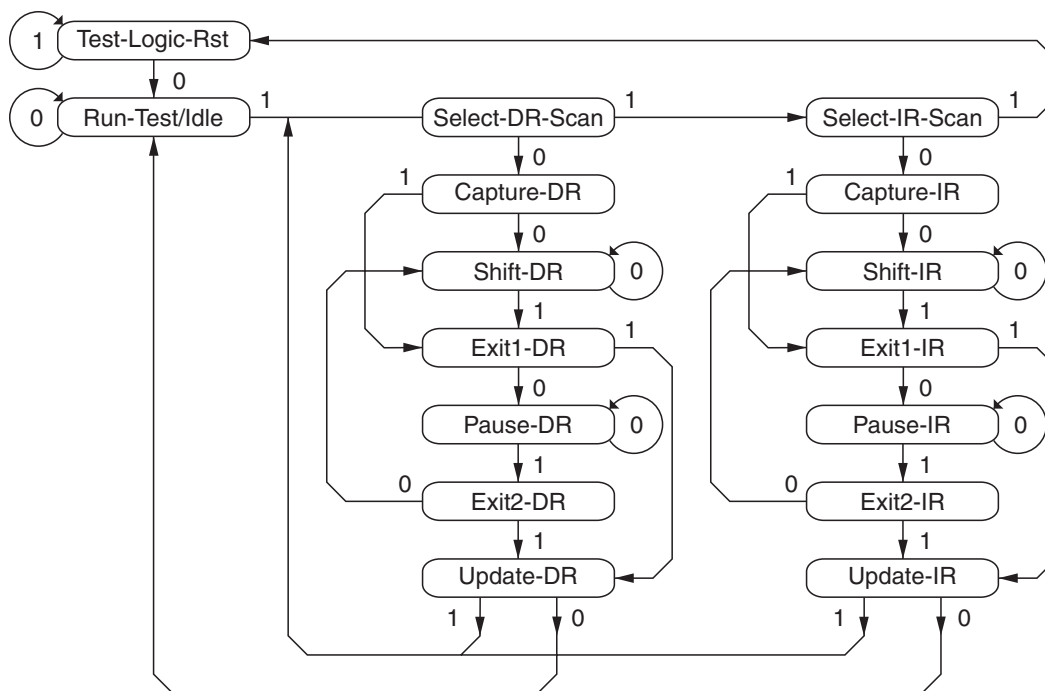 1 Test-Logic-Rst
0
0 Run-Test/Idle 1 Select-DR-Scan 1 Select-IR-Scan 1
0 0
1 Capture-DR 1 Capture-IR
0 0
Shift-DR 0 Shift-IR 0
1 1
Exit1-DR 1 Exit1-IR 1
0 0
Pause-DR 0 Pause-IR 0
1 1
0 Exit2-DR 0 Exit2-IR
1 1
Update-DR Update-IR
1 0 1 0